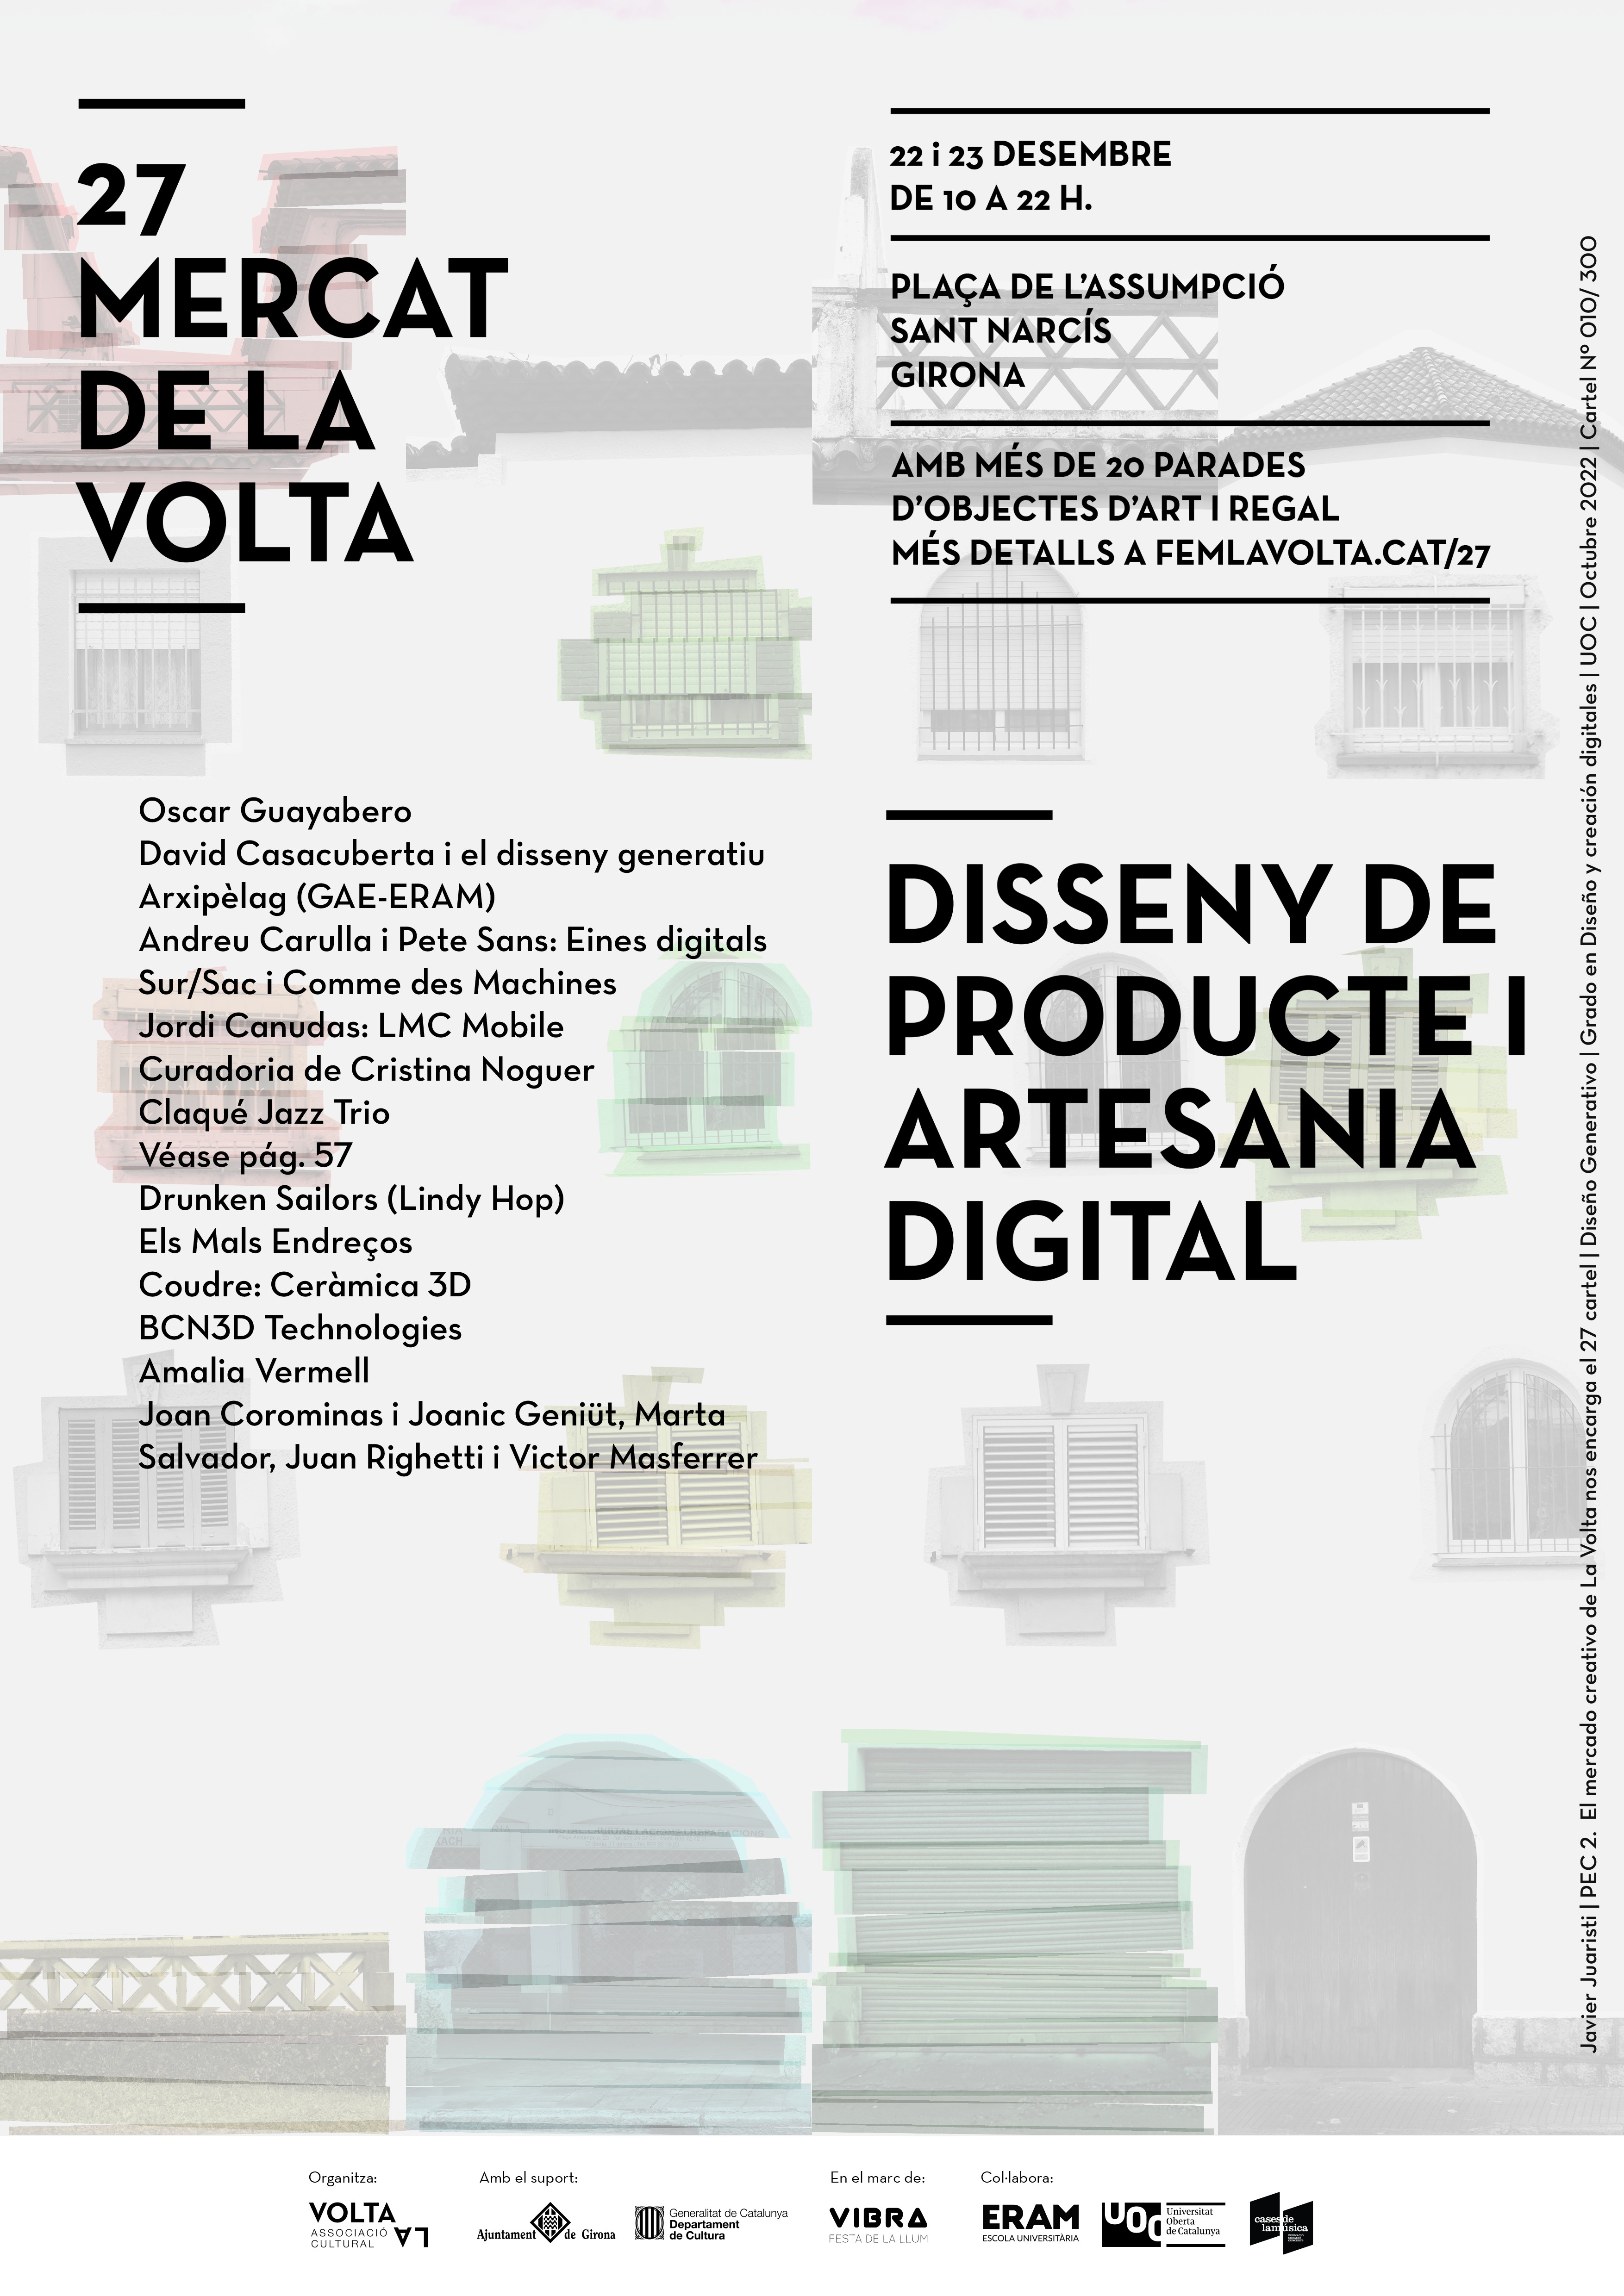 27
MERCAT
DE LA
VOLTA
22 i 23 DESEMBRE
DE 10 A 22 H.
PLAÇA DE L’ASSUMPCIÓ
SANT NARCÍS
GIRONA
AMB MÉS DE 20 PARADES
D’OBJECTES D’ART I REGAL
MÉS DETALLS A FEMLAVOLTA.CAT/27
Oscar Guayabero
David Casacuberta i el disseny generatiu
Arxipèlag (GAE-ERAM)
Andreu Carulla i Pete Sans: Eines digitals
Sur/Sac i Comme des Machines
Jordi Canudas: LMC Mobile
Curadoria de Cristina Noguer
Claqué Jazz Trio
Véase pág. 57
Drunken Sailors (Lindy Hop)
Els Mals Endreços
Coudre: Ceràmica 3D
BCN3D Technologies
Amalia Vermell
Joan Corominas i Joanic Geniüt, Marta
Salvador, Juan Righetti i Victor Masferrer
DISSENY DE
PRODUCTE I
ARTESANIA
DIGITAL
Javier Juaristi | PEC 2. El mercado creativo de La Volta nos encarga el 27 cartel | Diseño Generativo | Grado en Diseño y creación digitales | UOC | Octubre 2022 | Cartel Nº 010/ 300
Organitza:
VOLTA
ASSOCIACIÓ
CULTURAL
LA
Amb el suport:
Ajuntament de Girona
Generalitat de Catalunya
Departament
de Cultura
En el marc de:
VIBRA
FESTA DE LA LLUM
Col·labora:
ERAM
ESCOLA UNIVERSITÀRIA
UOC
Universitat
Oberta
de Catalunya
cases de
la música